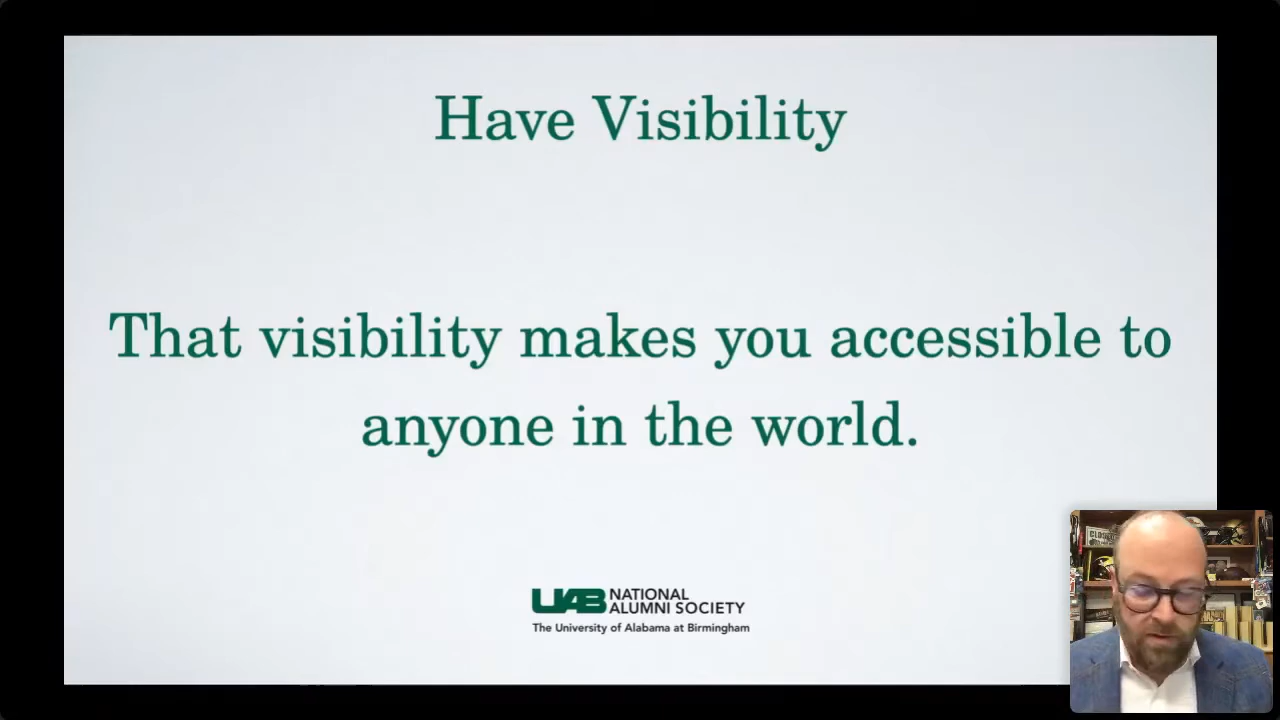 Have Visibility
That visibility makes you accessible to
anyone in the world.
UAB NATIONAL
ALUMNI SOCIETY
The University of Alabama at Birmingham